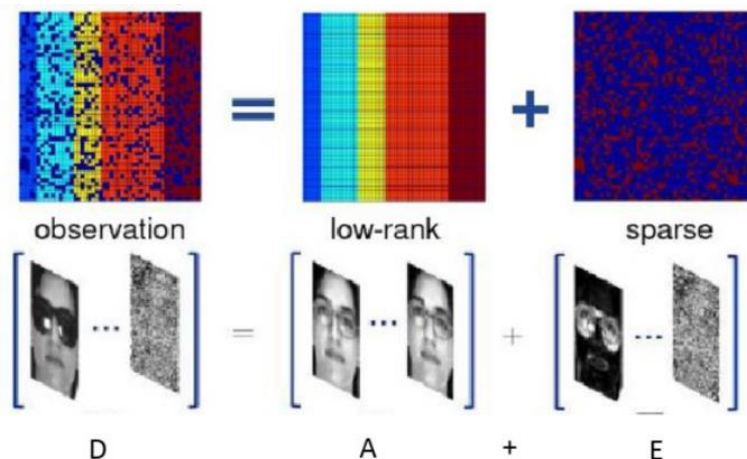 = +
observation low-rank sparse
[ ... ] = [ ... ] + [ ... ]
D A + E